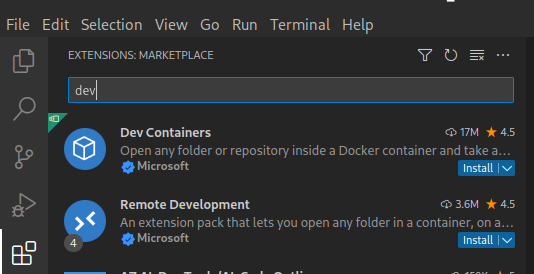 File Edit Selection View Go Run Terminal Help
EXTENSIONS: MARKETPLACE
dev
Dev Containers 17M 4.5
Open any folder or repository inside a Docker container and take a...
Microsoft Install
Remote Development 3.6M 4.5
An extension pack that lets you open any folder in a container, on a...
4 Microsoft Install